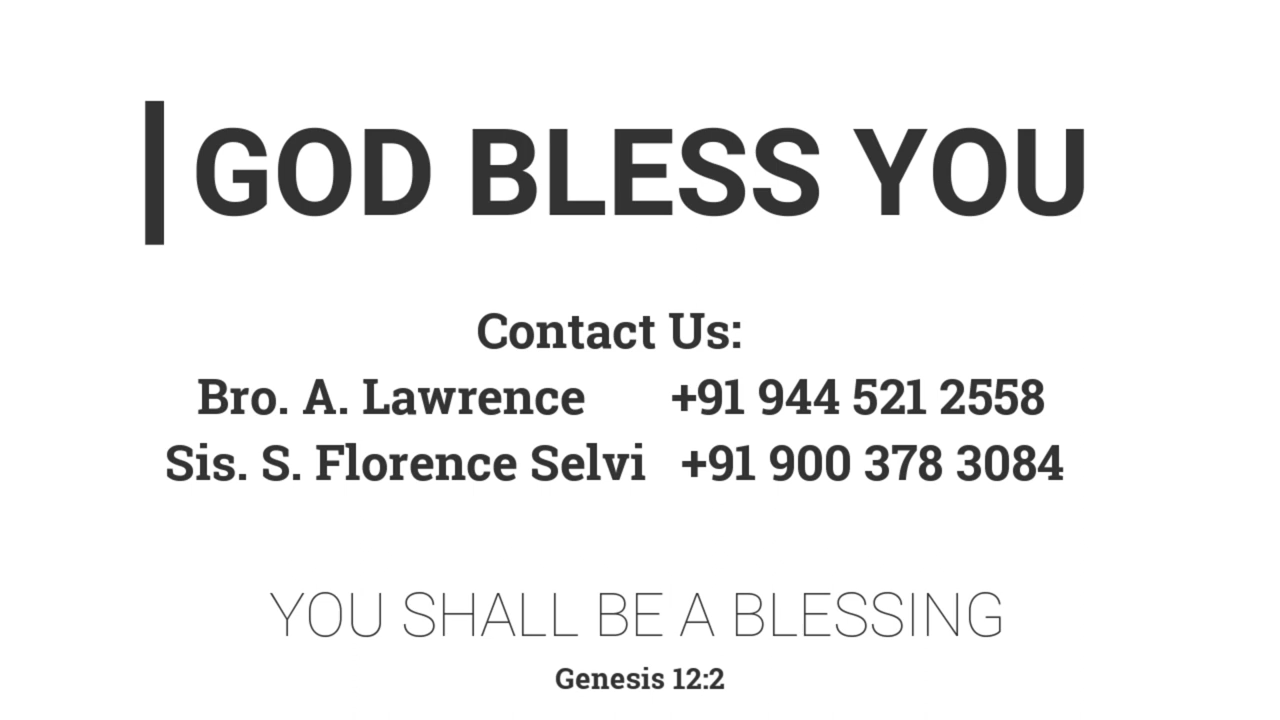 GOD BLESS YOU
Contact Us:
Bro. A. Lawrence +91 944 521 2558
Sis. S. Florence Selvi +91 900 378 3084
YOU SHALL BE A BLESSING
Genesis 12:2